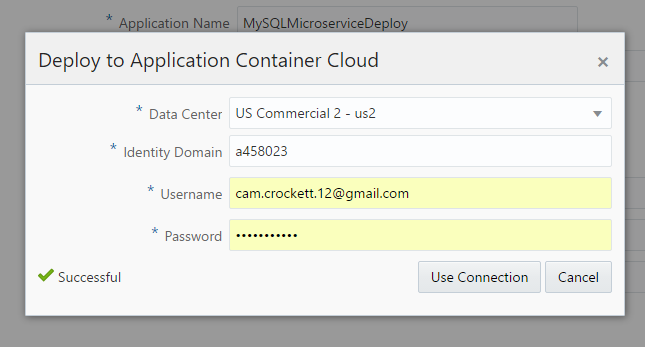 * Application Name MySQLMicroserviceDeploy
Deploy to Application Container Cloud ×
* Data Center US Commercial 2 - us2
* Identity Domain a458023
* Username cam.crockett.12@gmail.com
* Password •••••••••••
Successful Use Connection Cancel